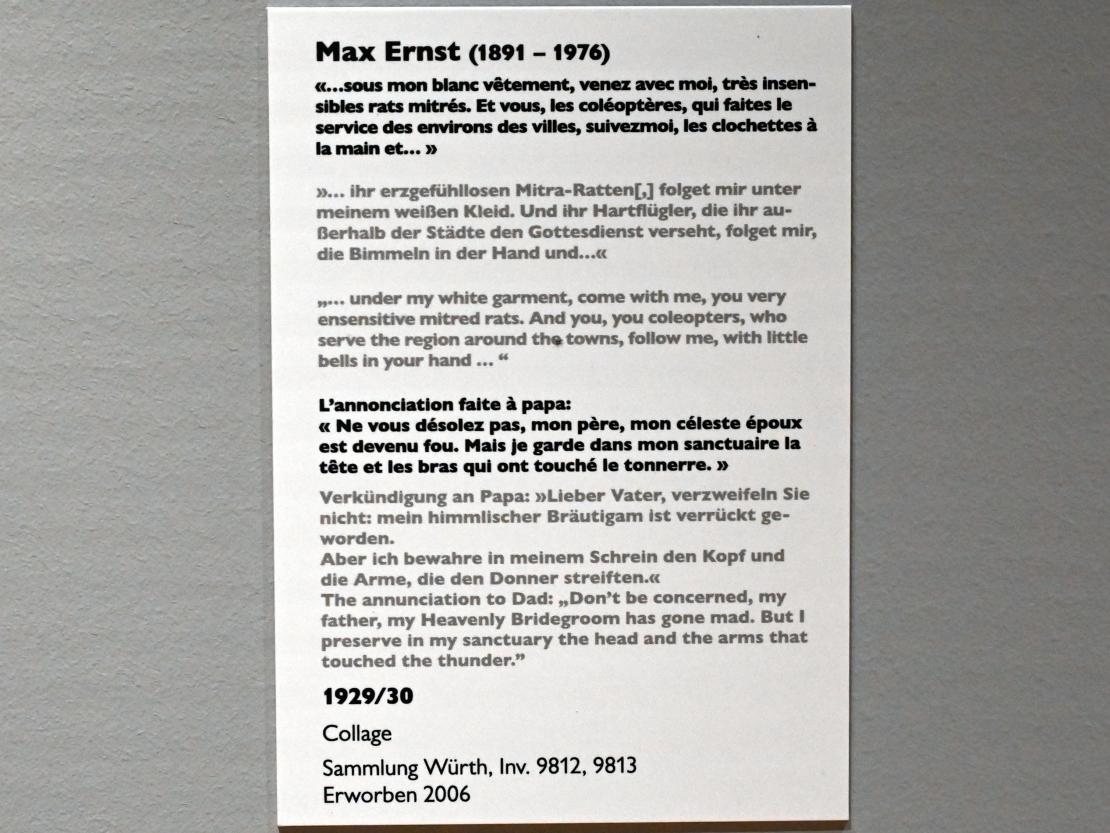 Max Ernst (1891 – 1976)
«...sous mon blanc vêtement, venez avec moi, très insen-
sibles rats mitrés. Et vous, les coléoptères, qui faites le
service des environs des villes, suivezmoi, les clochettes à
la main et... »
»... ihr erzgefühllosen Mitra-Ratten[,] folget mir unter
meinem weißen Kleid. Und ihr Hartflügler, die ihr au-
ßerhalb der Städte den Gottesdienst verseht, folget mir,
die Bimmeln in der Hand und...«
„... under my white garment, come with me, you very
ensensitive mitred rats. And you, you coleopters, who
serve the region around the towns, follow me, with little
bells in your hand ... “
L’annonciation faite à papa:
« Ne vous désolez pas, mon père, mon céleste époux
est devenu fou. Mais je garde dans mon sanctuaire la
tête et les bras qui ont touché le tonnerre. »
Verkündigung an Papa: »Lieber Vater, verzweifeln Sie
nicht: mein himmlischer Bräutigam ist verrückt ge-
worden.
Aber ich bewahre in meinem Schrein den Kopf und
die Arme, die den Donner streiften.«
The annunciation to Dad: „Don’t be concerned, my
father, my Heavenly Bridegroom has gone mad. But I
preserve in my sanctuary the head and the arms that
touched the thunder.”
1929/30
Collage
Sammlung Würth, Inv. 9812, 9813
Erworben 2006